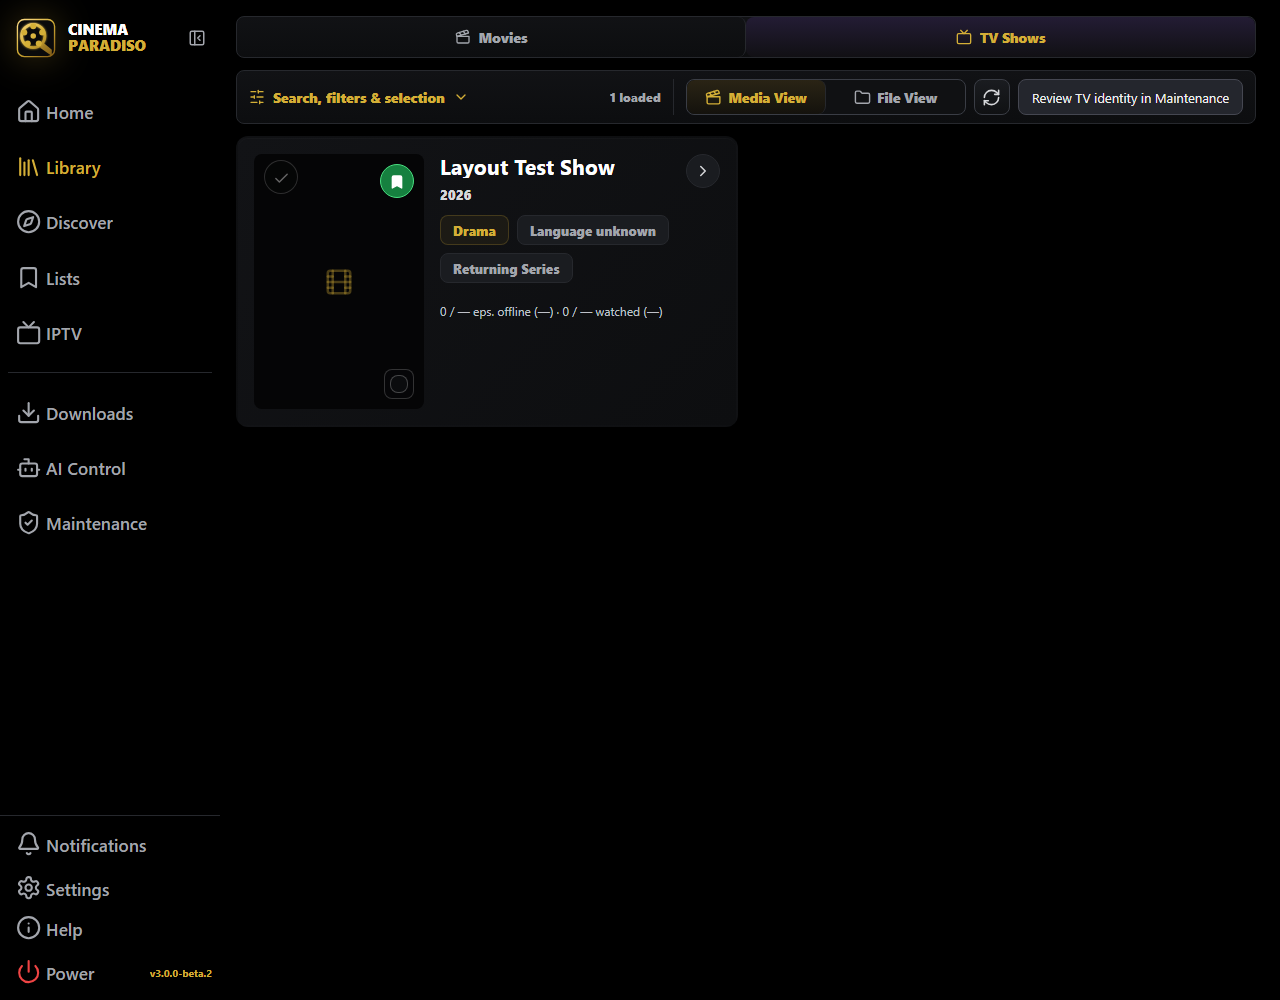 CINEMA
PARADISO
Home
Library
Discover
Lists
IPTV
Downloads
AI Control
Maintenance
Notifications
Settings
Help
Power v3.0.0-beta.2
Movies TV Shows
Search, filters & selection 1 loaded Media View File View Review TV identity in Maintenance
Layout Test Show
2026
Drama Language unknown
Returning Series
0 / — eps. offline (—) · 0 / — watched (—)